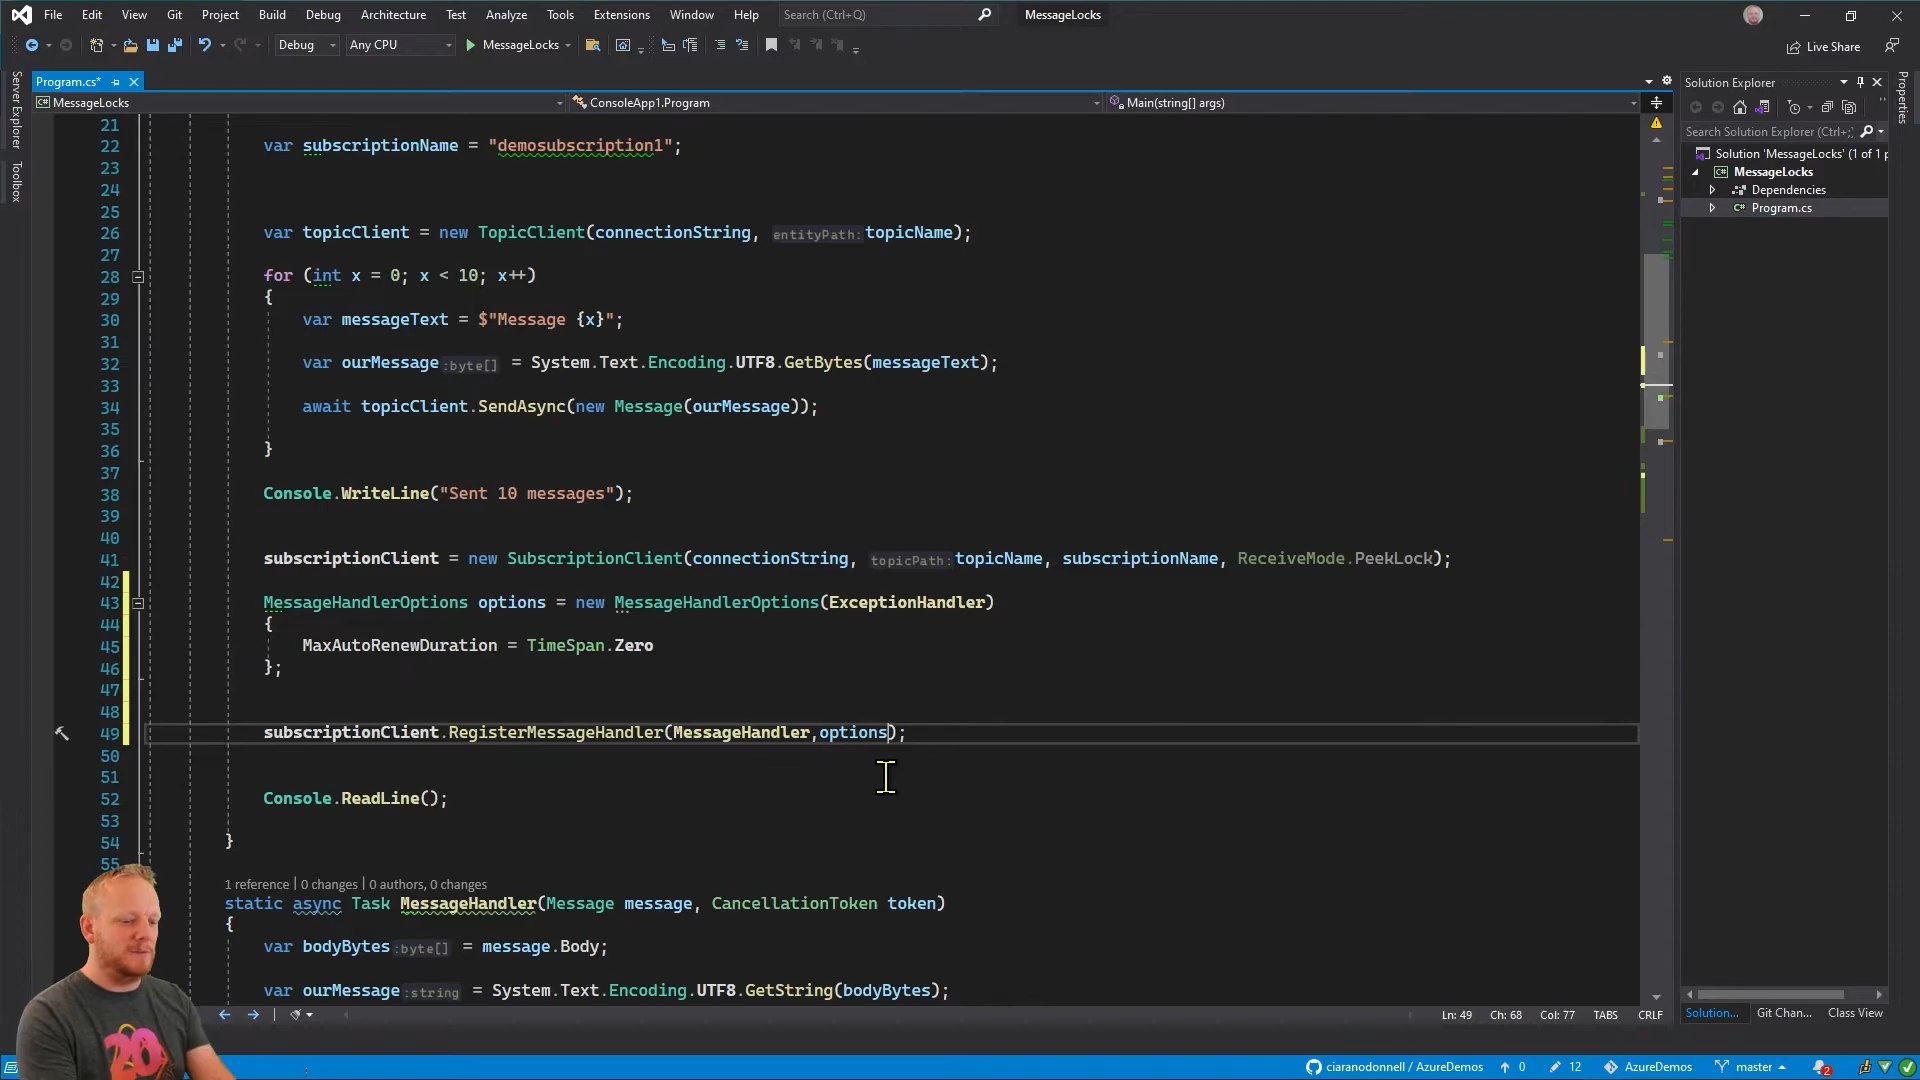 File Edit View Git Project Build Debug Architecture Test Analyze Tools Extensions Window Help Search (Ctrl+Q) MessageLocks
Debug Any CPU MessageLocks Live Share
Server Explorer
Toolbox
Program.cs*
MessageLocks ConsoleApp1.Program Main(string[] args)
21
22 var subscriptionName = "demosubscription1";
23
24
25
26 var topicClient = new TopicClient(connectionString, entityPath: topicName);
27
28 for (int x = 0; x < 10; x++)
29 {
30 var messageText = $"Message {x}";
31
32 var ourMessage :byte[] = System.Text.Encoding.UTF8.GetBytes(messageText);
33
34 await topicClient.SendAsync(new Message(ourMessage));
35
36 }
37
38 Console.WriteLine("Sent 10 messages");
39
40
41 subscriptionClient = new SubscriptionClient(connectionString, topicPath: topicName, subscriptionName, ReceiveMode.PeekLock);
42
43 MessageHandlerOptions options = new MessageHandlerOptions(ExceptionHandler)
44 {
45 MaxAutoRenewDuration = TimeSpan.Zero
46 };
47
48
49 subscriptionClient.RegisterMessageHandler(MessageHandler,options);
50
51
52 Console.ReadLine();
53
54 }
55
1 reference | 0 changes | 0 authors, 0 changes
static async Task MessageHandler(Message message, CancellationToken token)
{
var bodyBytes :byte[] = message.Body;
var ourMessage :string = System.Text.Encoding.UTF8.GetString(bodyBytes);
Ln: 49 Ch: 68 Col: 77 TABS CRLF
Solution Explorer
Search Solution Explorer (Ctrl+;
Solution 'MessageLocks' (1 of 1 p
MessageLocks
Dependencies
C# Program.cs
Solution... Git Chan... Class View
Properties
20
ciaranodonnell / AzureDemos 0 12 AzureDemos master 2